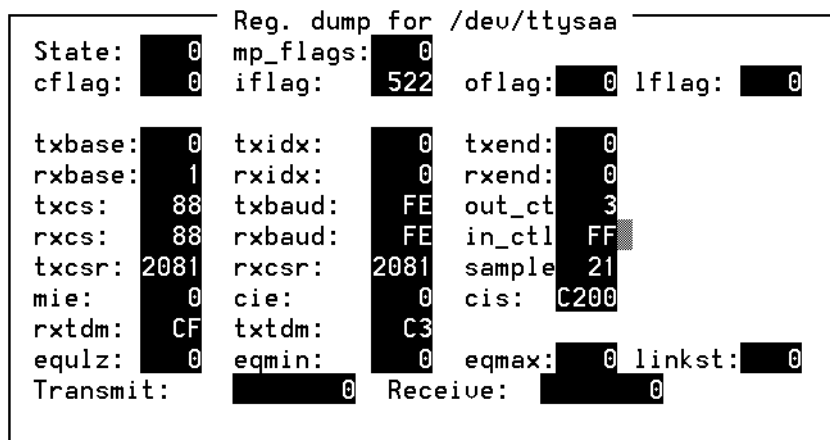 Reg. dump for /dev/ttysaa
State: 0 mp_flags: 0
cflag: 0 iflag: 522 oflag: 0 lflag: 0
txbase: 0 txidx: 0 txend: 0
rxbase: 1 rxidx: 0 rxend: 0
txcs: 88 txbaud: FE out_ct 3
rxcs: 88 rxbaud: FE in_ctl FF
txcsr: 2081 rxcsr: 2081 sample 21
mie: 0 cie: 0 cis: C200
rxtdm: CF txtdm: C3
equlz: 0 eqmin: 0 eqmax: 0 linkst: 0
Transmit: 0 Receive: 0